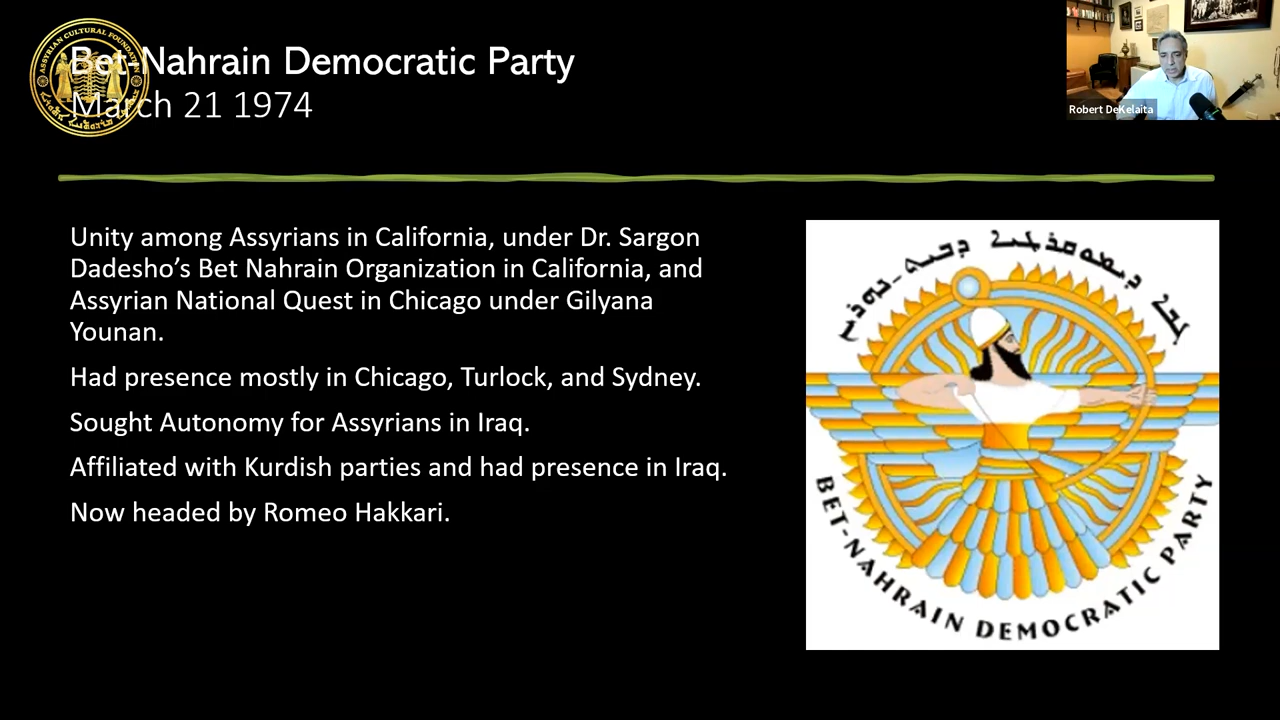 ASSYRIAN CULTURAL FOUNDATION
Bet-Nahrain Democratic Party
March 21 1974
Robert DeKelaita
Unity among Assyrians in California, under Dr. Sargon
Dadesho’s Bet Nahrain Organization in California, and
Assyrian National Quest in Chicago under Gilyana
Younan.
Had presence mostly in Chicago, Turlock, and Sydney.
Sought Autonomy for Assyrians in Iraq.
Affiliated with Kurdish parties and had presence in Iraq.
Now headed by Romeo Hakkari.
BET-NAHRAIN DEMOCRATIC PARTY